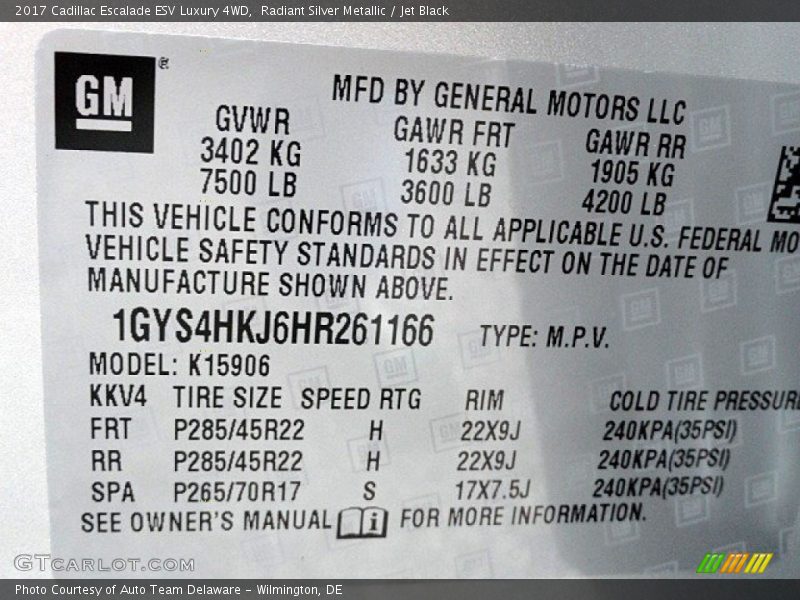 2017 Cadillac Escalade ESV Luxury 4WD,  Radiant Silver Metallic / Jet Black
GM®
MFD BY GENERAL MOTORS LLC
GVWR GAWR FRT GAWR RR
3402 KG 1633 KG 1905 KG
7500 LB 3600 LB 4200 LB
THIS VEHICLE CONFORMS TO ALL APPLICABLE U.S. FEDERAL MO
VEHICLE SAFETY STANDARDS IN EFFECT ON THE DATE OF
MANUFACTURE SHOWN ABOVE.
1GYS4HKJ6HR261166 TYPE: M.P.V.
MODEL: K15906
KKV4 TIRE SIZE SPEED RTG RIM COLD TIRE PRESSURE
FRT P285/45R22 H 22X9J 240KPA(35PSI)
RR P285/45R22 H 22X9J 240KPA(35PSI)
SPA P265/70R17 S 17X7.5J 240KPA(35PSI)
SEE OWNER'S MANUAL i FOR MORE INFORMATION.
GTCarLot.com
Photo Courtesy of Auto Team Delaware – Wilmington, DE